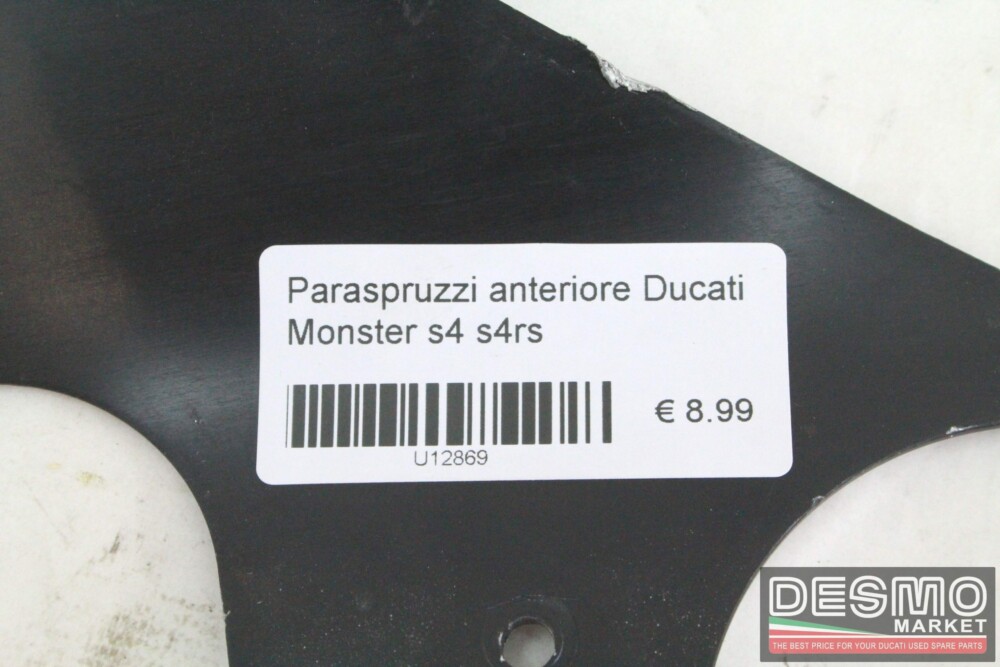 Paraspruzzi anteriore Ducati
Monster s4 s4rs
€ 8.99
U12869
DESMO
MARKET
THE BEST PRICE FOR YOUR DUCATI USED SPARE PARTS